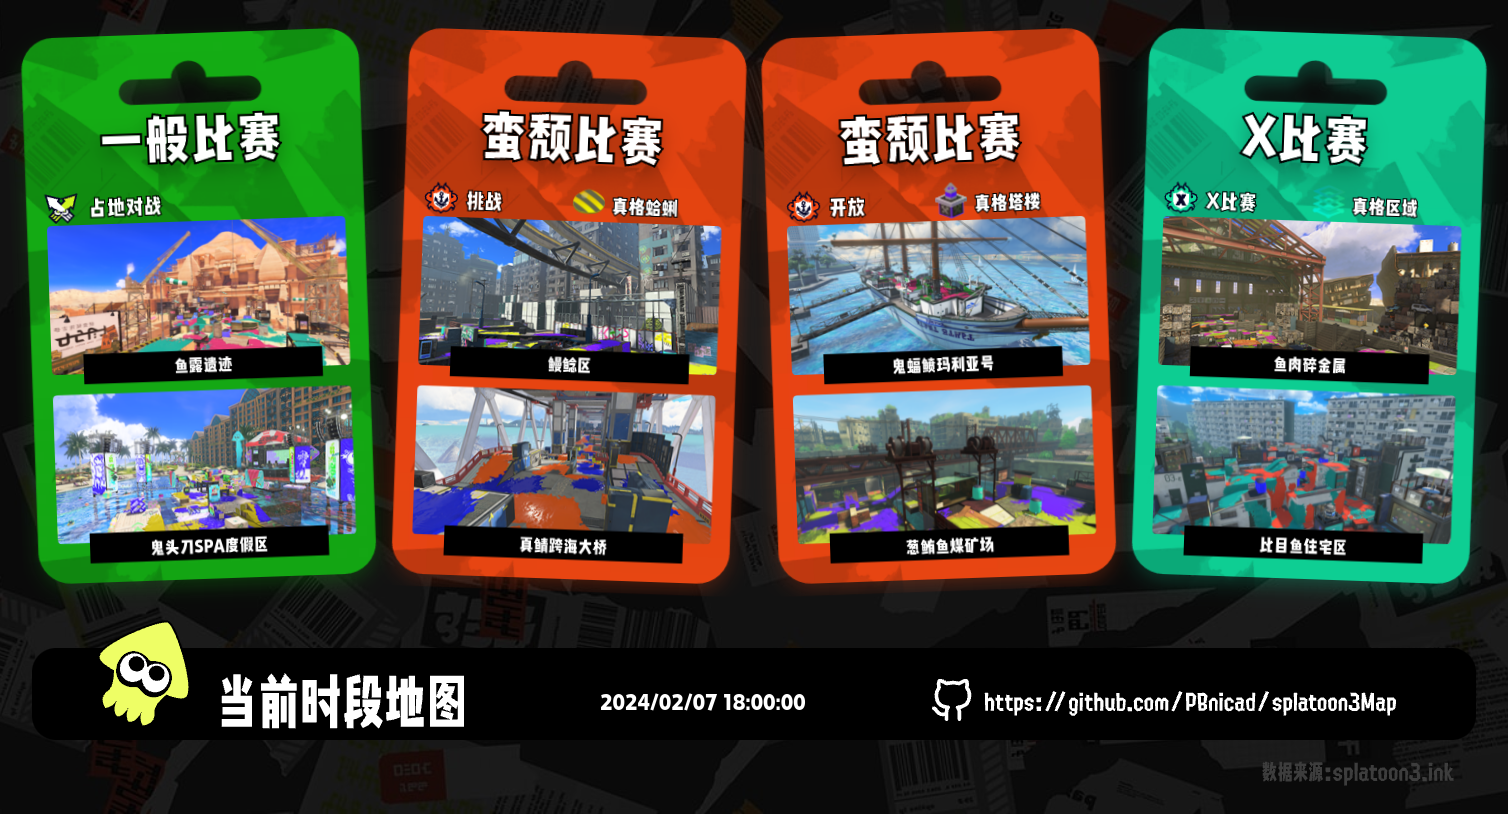 一般比赛
占地对战
鱼露遗迹
鬼头刀SPA度假区
蛮颓比赛
挑战
真格蛤蜊
鳗鲶区
真鲭跨海大桥
蛮颓比赛
开放
真格塔楼
鬼蝠鲼玛利亚号
葱鲔鱼煤矿场
X比赛
X比赛
真格区域
鱼肉碎金属
比目鱼住宅区
当前时段地图
2024/02/07 18:00:00
https://github.com/PBnicad/splatoon3Map
数据来源:splatoon3.ink